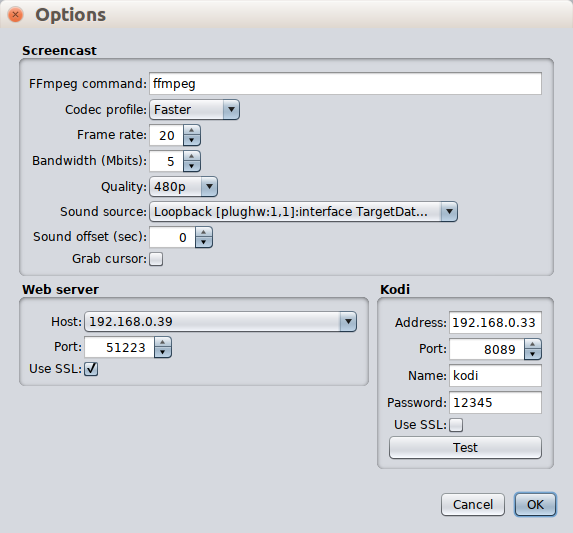 Options
Screencast
FFmpeg command: ffmpeg
Codec profile: Faster
Frame rate: 20
Bandwidth (Mbits): 5
Quality: 480p
Sound source: Loopback [plughw:1,1]:interface TargetDat...
Sound offset (sec): 0
Grab cursor:
Web server
Host: 192.168.0.39
Port: 51223
Use SSL:
Kodi
Address: 192.168.0.33
Port: 8089
Name: kodi
Password: 12345
Use SSL:
Test
Cancel OK